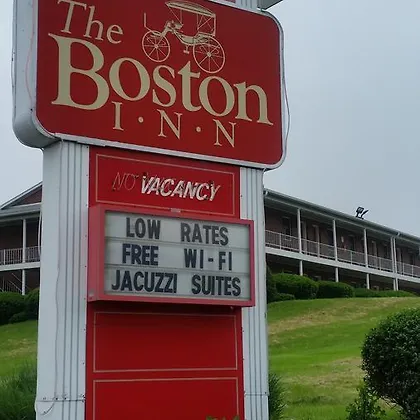 The
Boston
I·N·N
NO VACANCY
LOW RATES
FREE WI-FI
JACUZZI SUITES